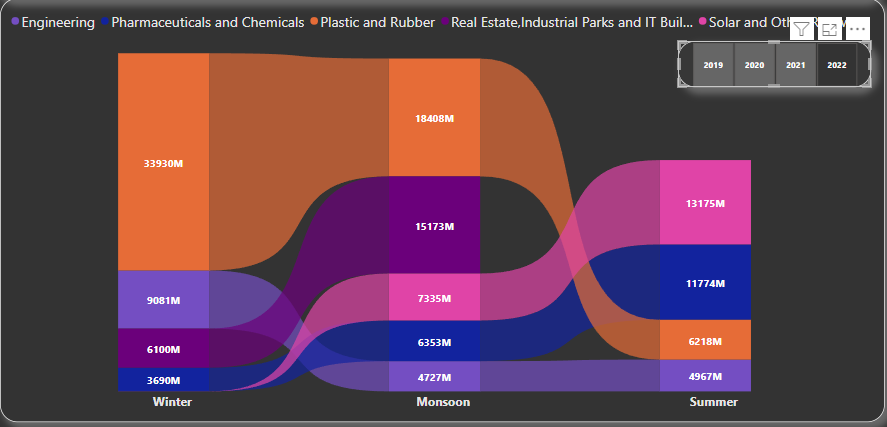 Engineering Pharmaceuticals and Chemicals Plastic and Rubber Real Estate,Industrial Parks and IT Buil... Solar and Oth
2019 2020 2021 2022
33930M
9081M
6100M
3690M
18408M
15173M
7335M
6353M
4727M
13175M
11774M
6218M
4967M
Winter Monsoon Summer